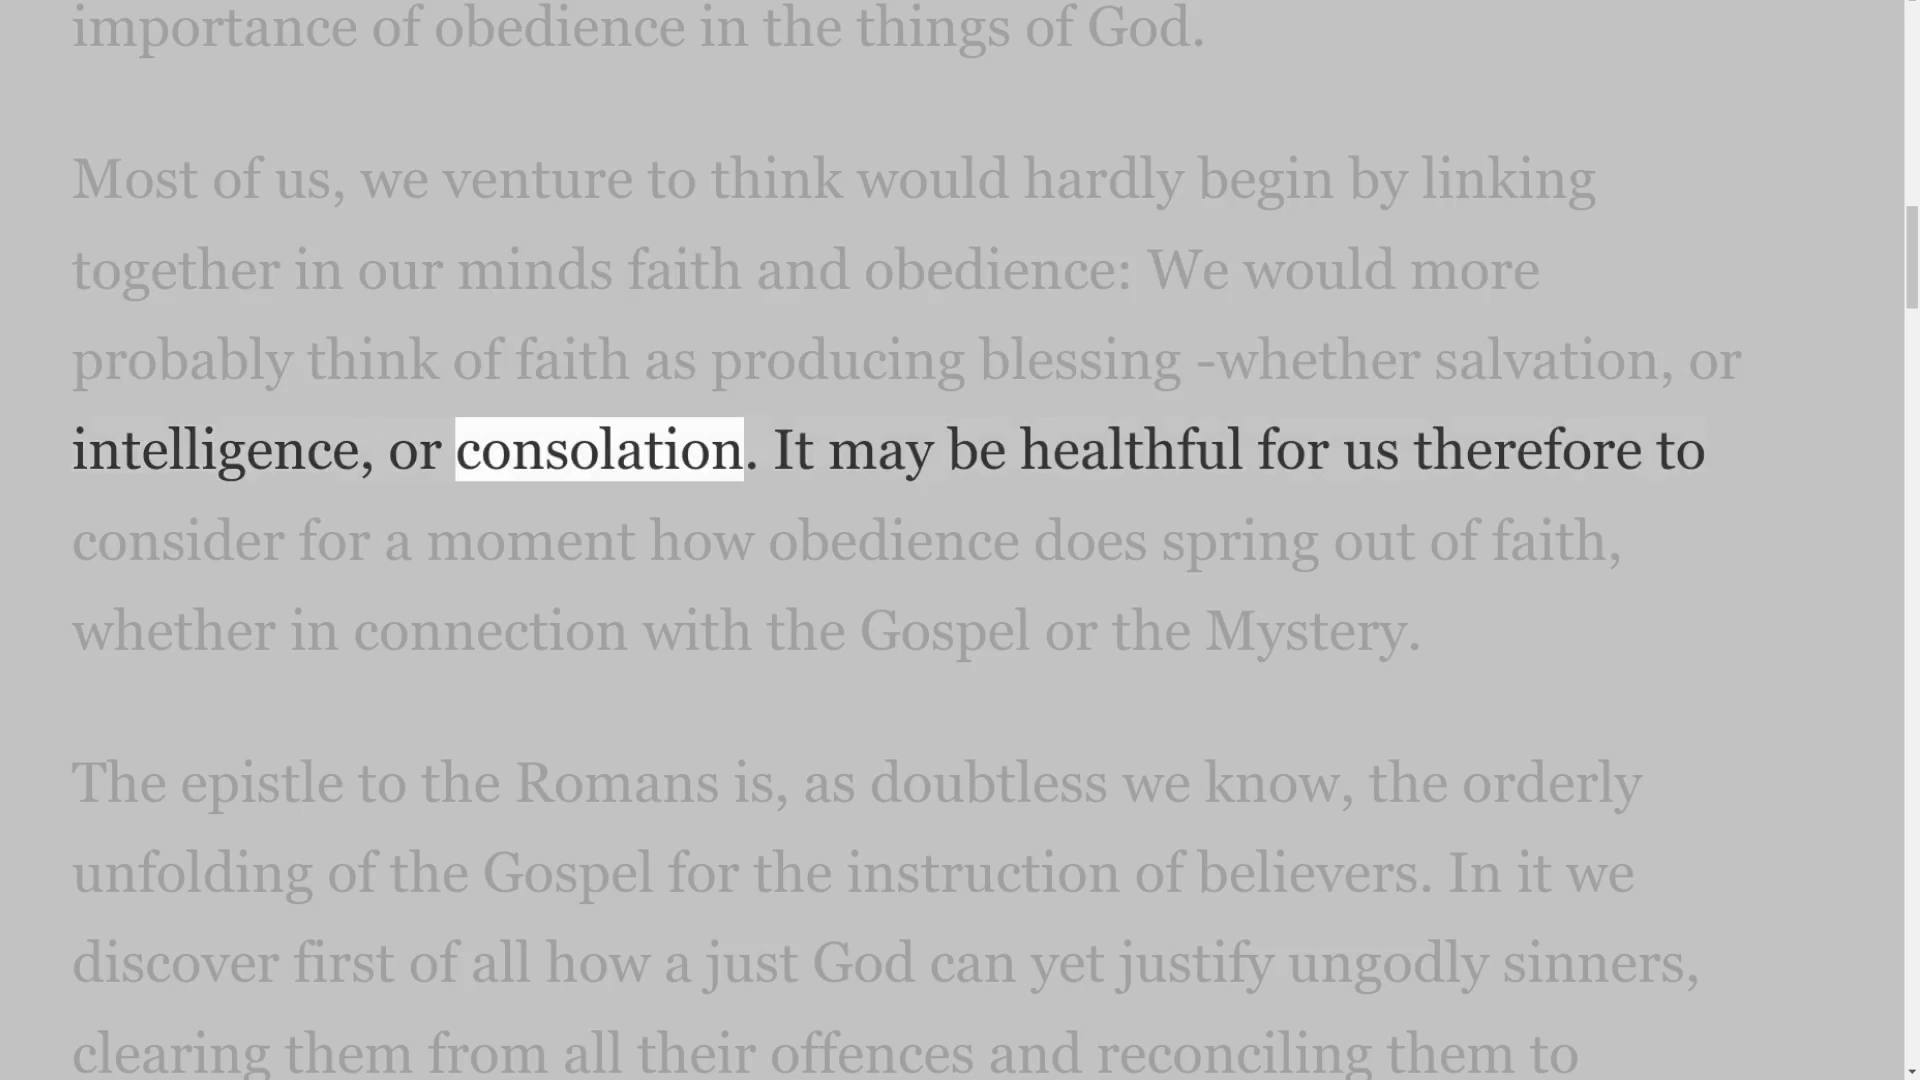 importance of obedience in the things of God.
Most of us, we venture to think would hardly begin by linking
together in our minds faith and obedience: We would more
probably think of faith as producing blessing -whether salvation, or
intelligence, or consolation. It may be healthful for us therefore to
consider for a moment how obedience does spring out of faith,
whether in connection with the Gospel or the Mystery.
The epistle to the Romans is, as doubtless we know, the orderly
unfolding of the Gospel for the instruction of believers. In it we
discover first of all how a just God can yet justify ungodly sinners,
clearing them from all their offences and reconciling them to